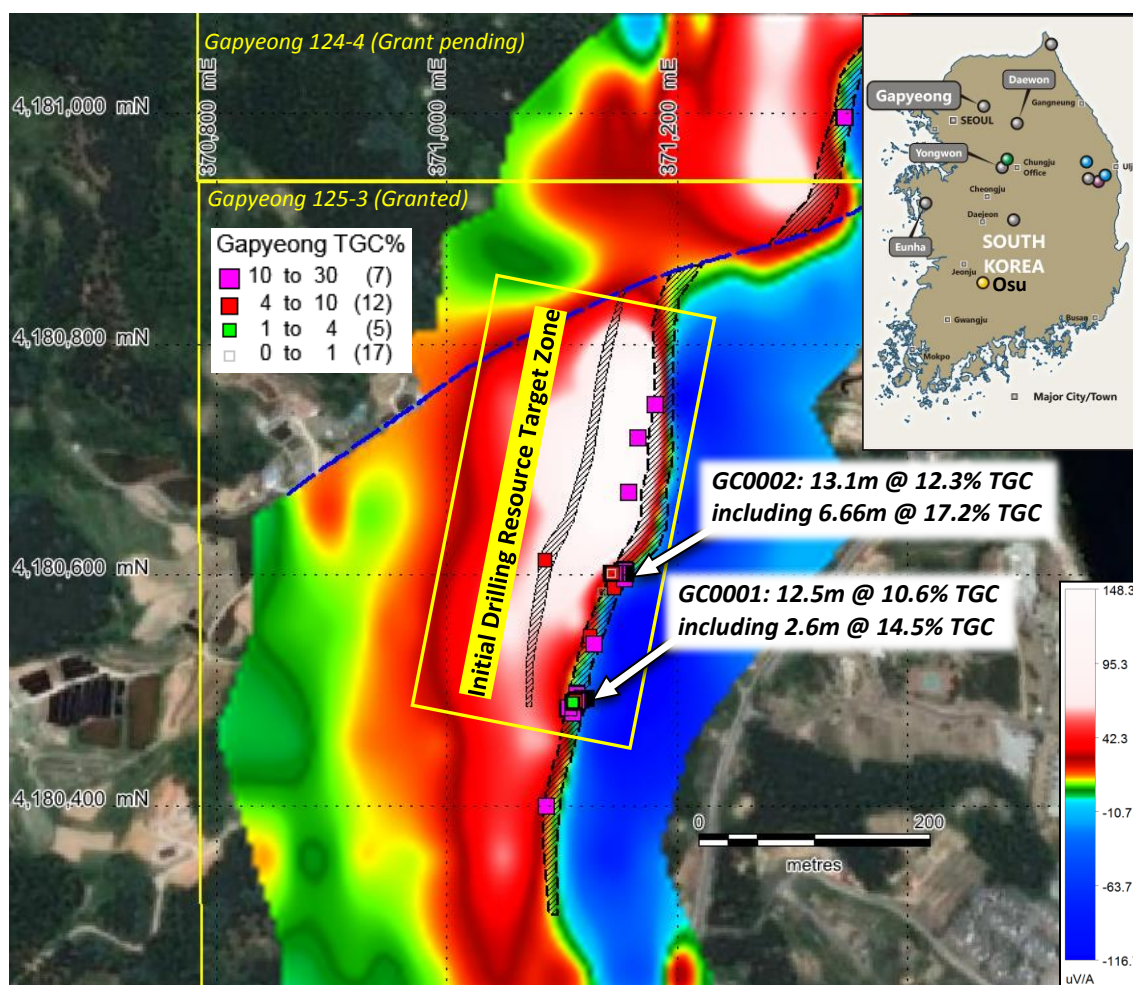 Gapyeong 124-4 (Grant pending)
370,800 mE
371,000 mE
371,200 mE
4,181,000 mN
Gapyeong 125-3 (Granted)
Gapyeong TGC%
10 to 30 (7)
4 to 10 (12)
1 to 4 (5)
0 to 1 (17)
4,180,800 mN
Initial Drilling Resource Target Zone
GC0002: 13.1m @ 12.3% TGC
including 6.66m @ 17.2% TGC
4,180,600 mN
GC0001: 12.5m @ 10.6% TGC
including 2.6m @ 14.5% TGC
4,180,400 mN
0 200
metres
148.3
95.3
42.3
-10.7
-63.7
-116.
uV/A
Daewon
Gapyeong
Gangneung
SEOUL
Yongwon
Chungju
Office
Ulj
Cheongju
Daejeon
Eunha
SOUTH
KOREA
Jeonju
Osu
Gwangju
Busan
Mokpo
Major City/Town